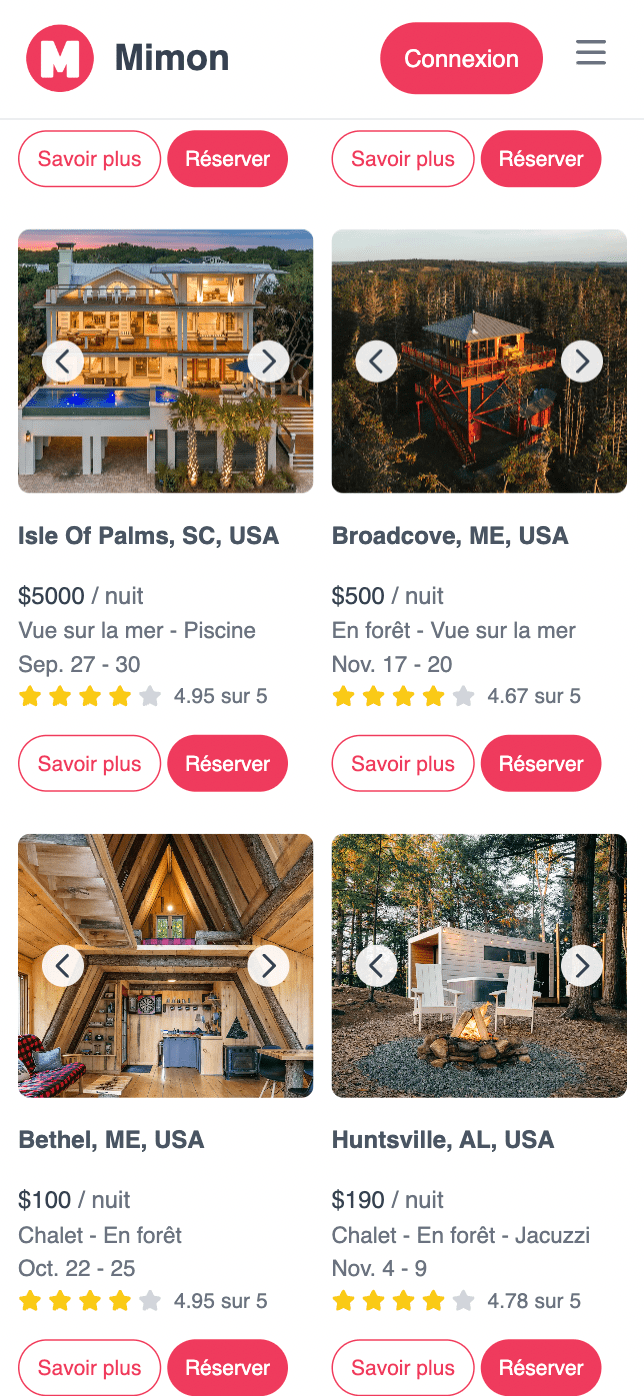 M Mimon
Connexion
Savoir plus Réserver
Savoir plus Réserver
Isle Of Palms, SC, USA
$5000 / nuit
Vue sur la mer - Piscine
Sep. 27 - 30
4.95 sur 5
Savoir plus Réserver
Broadcove, ME, USA
$500 / nuit
En forêt - Vue sur la mer
Nov. 17 - 20
4.67 sur 5
Savoir plus Réserver
Bethel, ME, USA
$100 / nuit
Chalet - En forêt
Oct. 22 - 25
4.95 sur 5
Savoir plus Réserver
Huntsville, AL, USA
$190 / nuit
Chalet - En forêt - Jacuzzi
Nov. 4 - 9
4.78 sur 5
Savoir plus Réserver